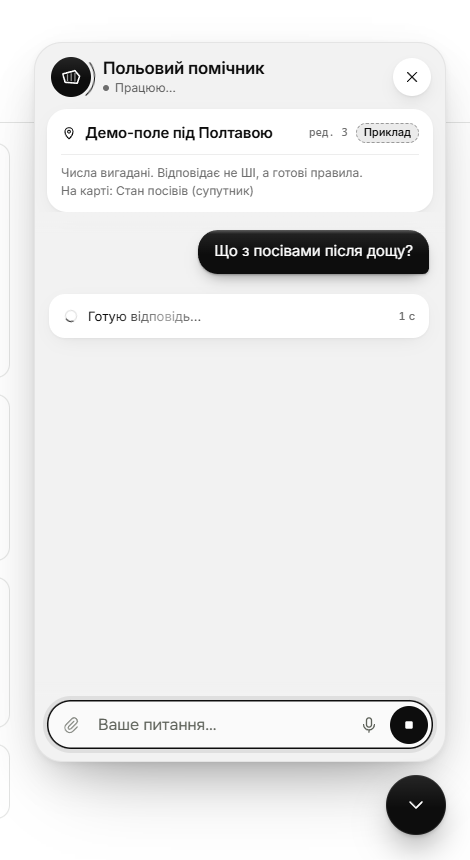 Польовий помічник
Працюю...
Демо-поле під Полтавою
ред. 3
Приклад
Числа вигадані. Відповідає не ШІ, а готові правила.
На карті: Стан посівів (супутник)
Що з посівами після дощу?
Готую відповідь...
1 с
Ваше питання...